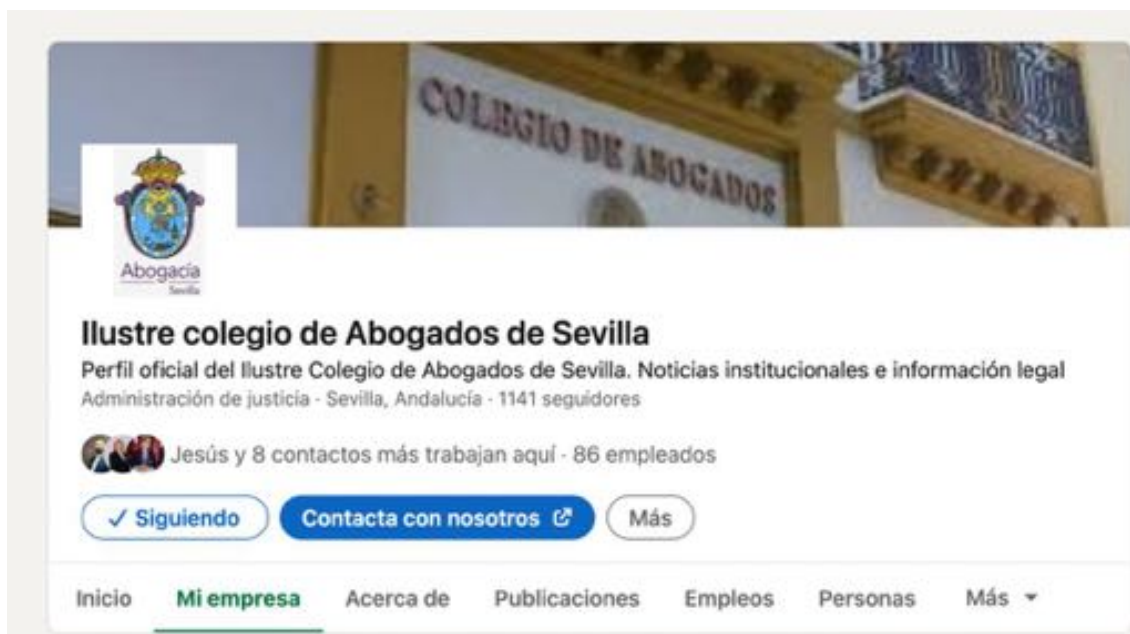 COLEGIO DE ABOGADOS
Abogacía
Sevilla
Ilustre colegio de Abogados de Sevilla
Perfil oficial del Ilustre Colegio de Abogados de Sevilla. Noticias institucionales e información legal
Administración de justicia · Sevilla, Andalucía · 1141 seguidores
Jesús y 8 contactos más trabajan aquí · 86 empleados
Siguiendo
Contacta con nosotros
Más
Inicio Mi empresa Acerca de Publicaciones Empleos Personas Más